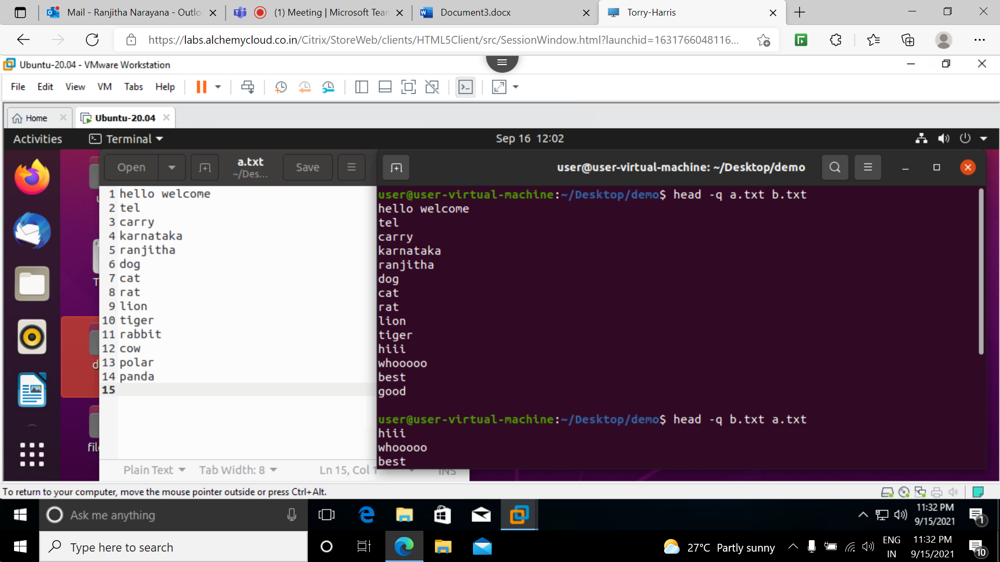 Mail - Ranjitha Narayana - Outlo
(1) Meeting | Microsoft Tear
Document3.docx
Torry-Harris
https://labs.alchemycloud.co.in/Citrix/StoreWeb/clients/HTML5Client/src/SessionWindow.html?launchid=1631766048116...
Ubuntu-20.04 - VMware Workstation
File Edit View VM Tabs Help
Home
Ubuntu-20.04
Activities
Terminal
Sep 16 12:02
Open
a.txt
~/Des...
Save
user@user-virtual-machine: ~/Desktop/demo
1 hello welcome
2 tel
3 carry
4 karnataka
5 ranjitha
6 dog
7 cat
8 rat
9 lion
10 tiger
11 rabbit
12 cow
13 polar
14 panda
15
Plain Text
Tab Width: 8
Ln 15, Col 1
INS
user@user-virtual-machine:~/Desktop/demo$ head -q a.txt b.txt
hello welcome
tel
carry
karnataka
ranjitha
dog
cat
rat
lion
tiger
hiii
whooooo
best
good
user@user-virtual-machine:~/Desktop/demo$ head -q b.txt a.txt
hiii
whooooo
best
To return to your computer, move the mouse pointer outside or press Ctrl+Alt.
Ask me anything
11:32 PM
9/15/2021
1
Type here to search
27°C Partly sunny
ENG
IN
11:32 PM
9/15/2021
10